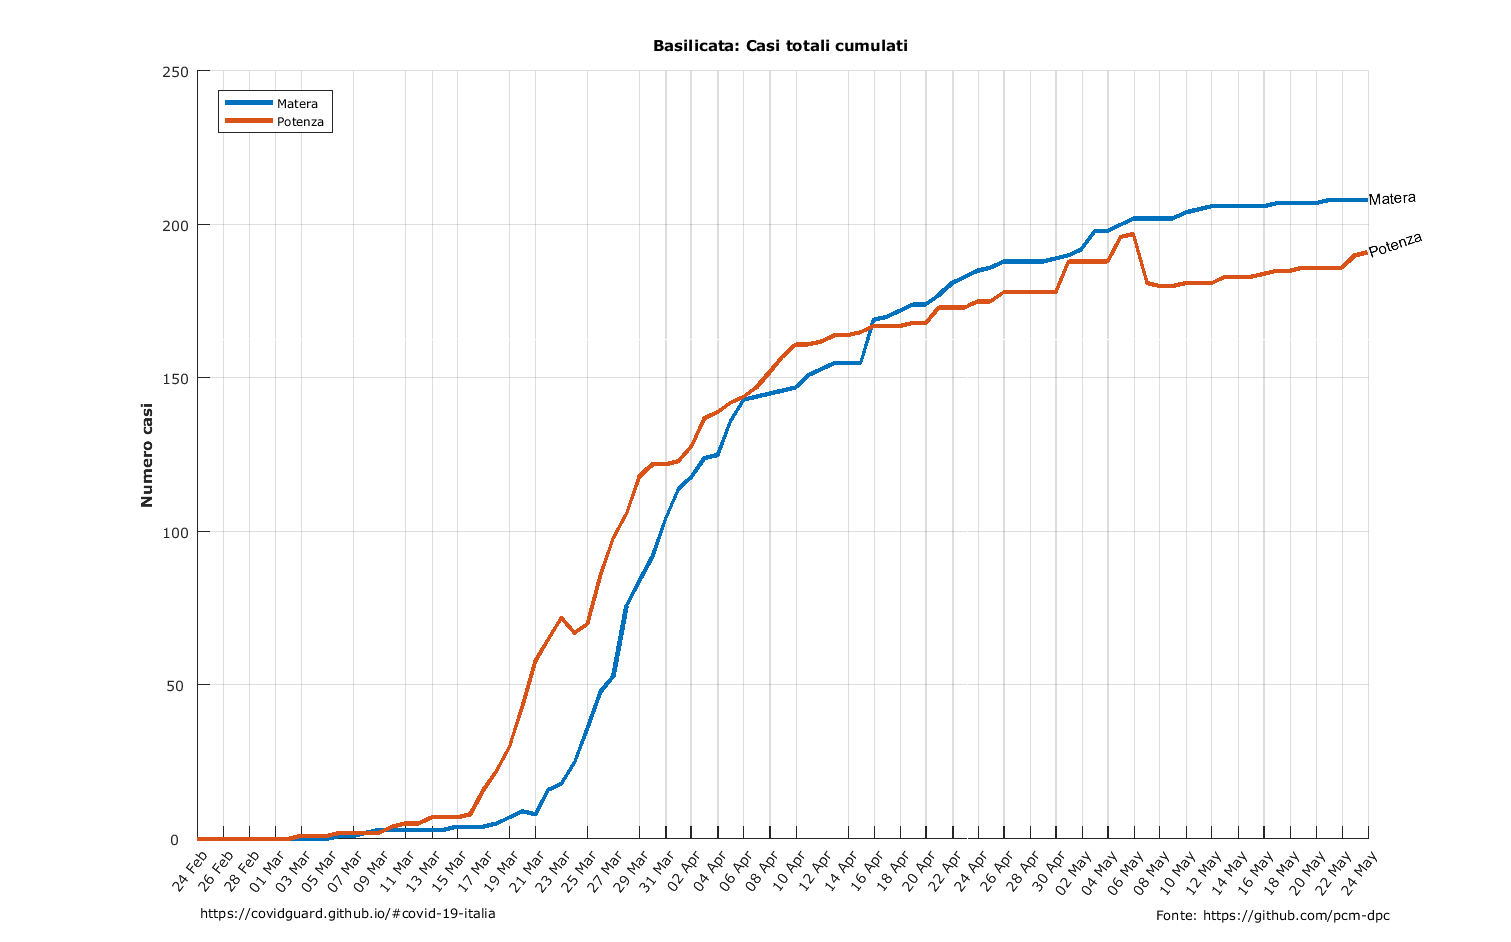 Basilicata: Casi totali cumulati
250
200
150
100
50
0
Numero casi
Matera
Potenza
Matera
Potenza
24 Feb
26 Feb
28 Feb
01 Mar
03 Mar
05 Mar
07 Mar
09 Mar
11 Mar
13 Mar
15 Mar
17 Mar
19 Mar
21 Mar
23 Mar
25 Mar
27 Mar
29 Mar
31 Mar
02 Apr
04 Apr
06 Apr
08 Apr
10 Apr
12 Apr
14 Apr
16 Apr
18 Apr
20 Apr
22 Apr
24 Apr
26 Apr
28 Apr
30 Apr
02 May
04 May
06 May
08 May
10 May
12 May
14 May
16 May
18 May
20 May
22 May
24 May
https://covidguard.github.io/#covid-19-italia
Fonte: https://github.com/pcm-dpc